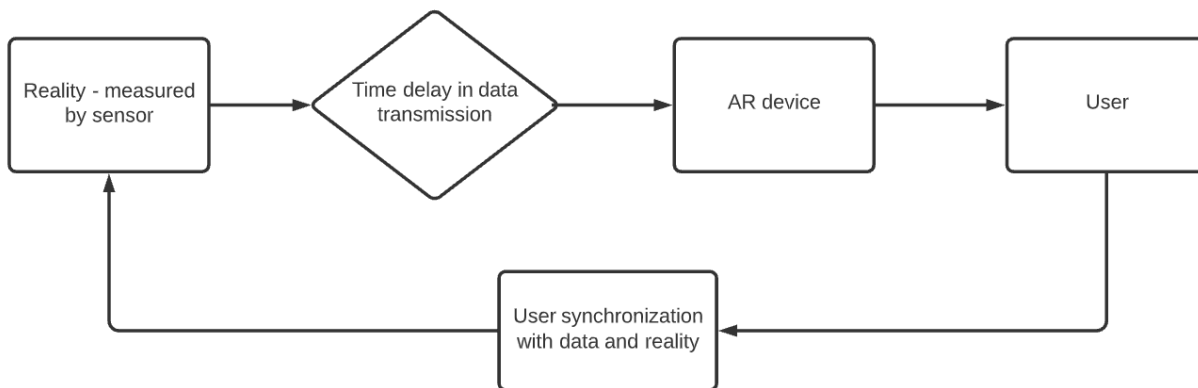 Reality - measured
by sensor
Time delay in data
transmission
AR device
User
User synchronization
with data and reality